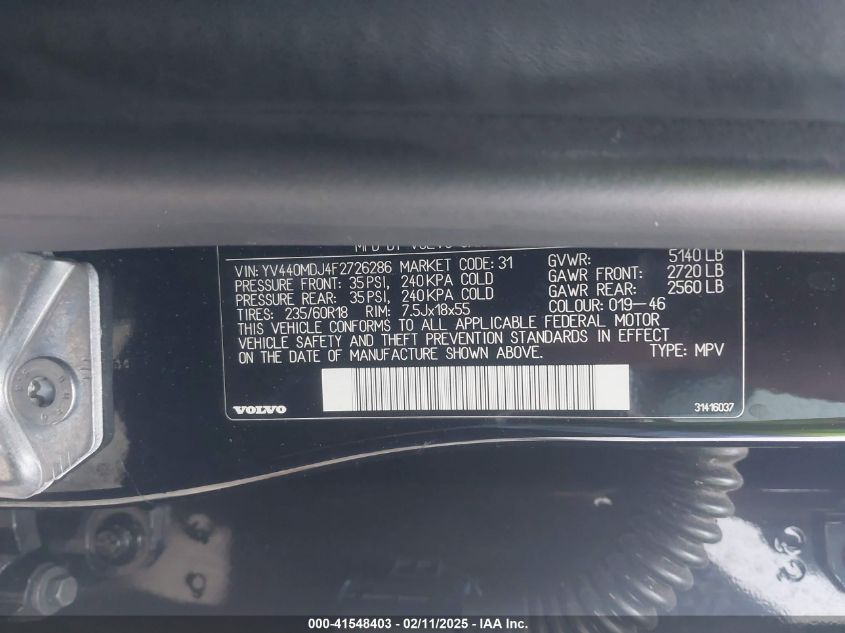 VIN: YV440MDJ4F2726286 MARKET CODE: 31
PRESSURE FRONT: 35PSI, 240 KPA COLD
PRESSURE REAR: 35PSI, 240KPA COLD
TIRES: 235/60R18 RIM: 7.5Jx18x55
GVWR: 5140 LB
GAWR FRONT: 2720 LB
GAWR REAR: 2560 LB
COLOUR: 019-46
THIS VEHICLE CONFORMS TO ALL APPLICABLE FEDERAL MOTOR
VEHICLE SAFETY AND THEFT PREVENTION STANDARDS IN EFFECT
ON THE DATE OF MANUFACTURE SHOWN ABOVE.
TYPE: MPV
VOLVO
31416037
000-41548403 - 02/11/2025 - IAA Inc.